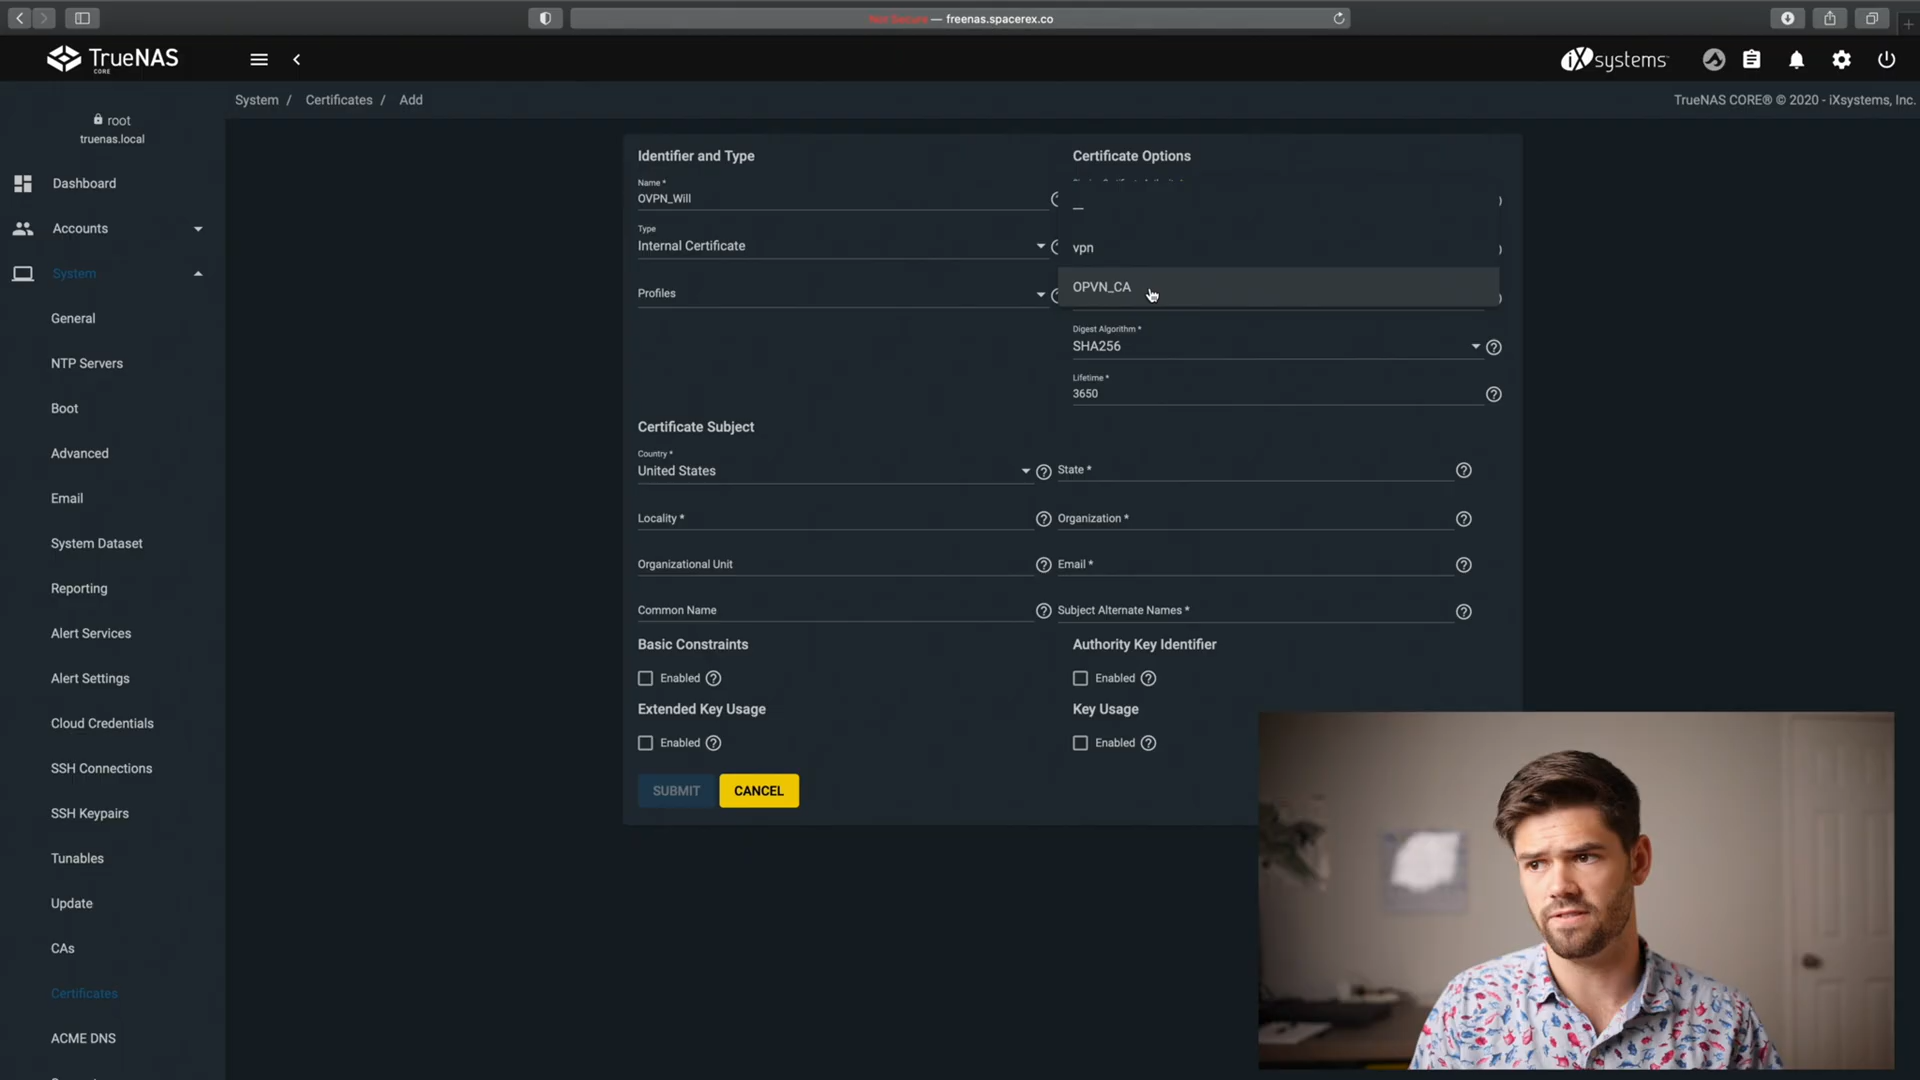 Not Secure — freenas.spacerex.co
TrueNAS
CORE
iXsystems
System / Certificates / Add
TrueNAS CORE® © 2020 - iXsystems, Inc.
root
truenas.local
Dashboard
Accounts
System
General
NTP Servers
Boot
Advanced
Email
System Dataset
Reporting
Alert Services
Alert Settings
Cloud Credentials
SSH Connections
SSH Keypairs
Tunables
Update
CAs
Certificates
ACME DNS
Identifier and Type
Name *
OVPN_Will
Type
Internal Certificate
Profiles
Certificate Options
—
vpn
OPVN_CA
Digest Algorithm *
SHA256
Lifetime *
3650
Certificate Subject
Country *
United States
State *
Locality *
Organization *
Organizational Unit
Email *
Common Name
Subject Alternate Names *
Basic Constraints
Enabled
Authority Key Identifier
Enabled
Extended Key Usage
Enabled
Key Usage
Enabled
SUBMIT
CANCEL